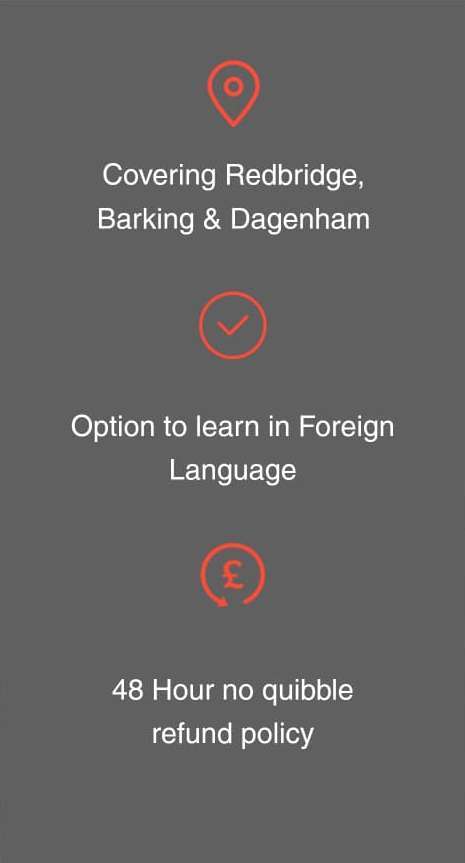 Covering Redbridge,
Barking & Dagenham
Option to learn in Foreign
Language
£
48 Hour no quibble
refund policy